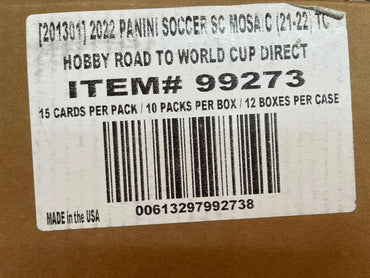 [201301] 2022 PANINI SOCCER SC MOSAIC (21-22) TC
HOBBY ROAD TO WORLD CUP DIRECT
ITEM# 99273
15 CARDS PER PACK / 10 PACKS PER BOX / 12 BOXES PER CASE
MADE in the USA
00613297992738